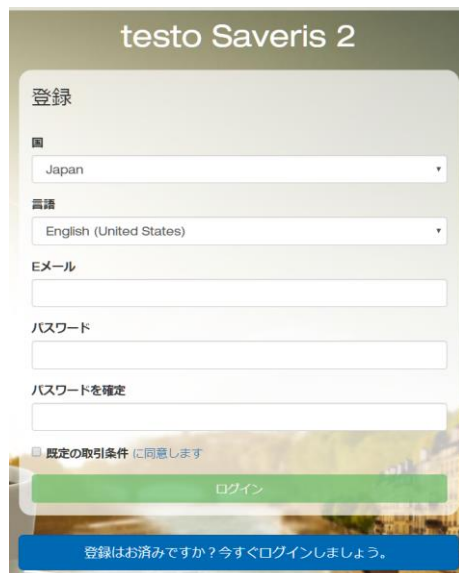 testo Saveris 2
登録
国
Japan
言語
English (United States)
Eメール
パスワード
パスワードを確定
既定の取引条件 に同意します
ログイン
登録はお済みですか？今すぐログインしましょう。